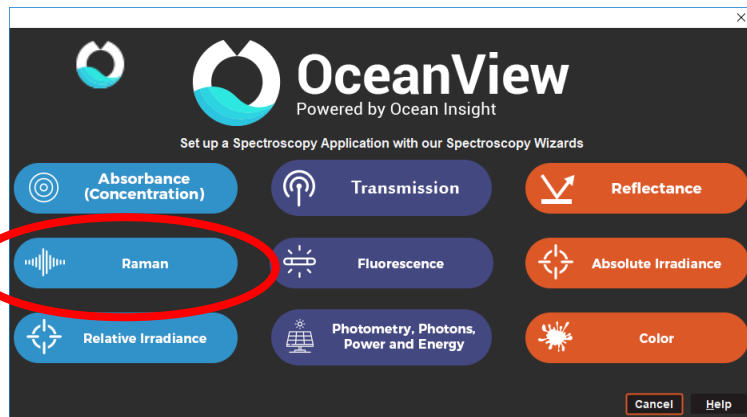 OceanView
Powered by Ocean Insight
Set up a Spectroscopy Application with our Spectroscopy Wizards
Absorbance
(Concentration)
Transmission
Reflectance
Raman
Fluorescence
Absolute Irradiance
Relative Irradiance
Photometry, Photons,
Power and Energy
Color
Cancel
Help